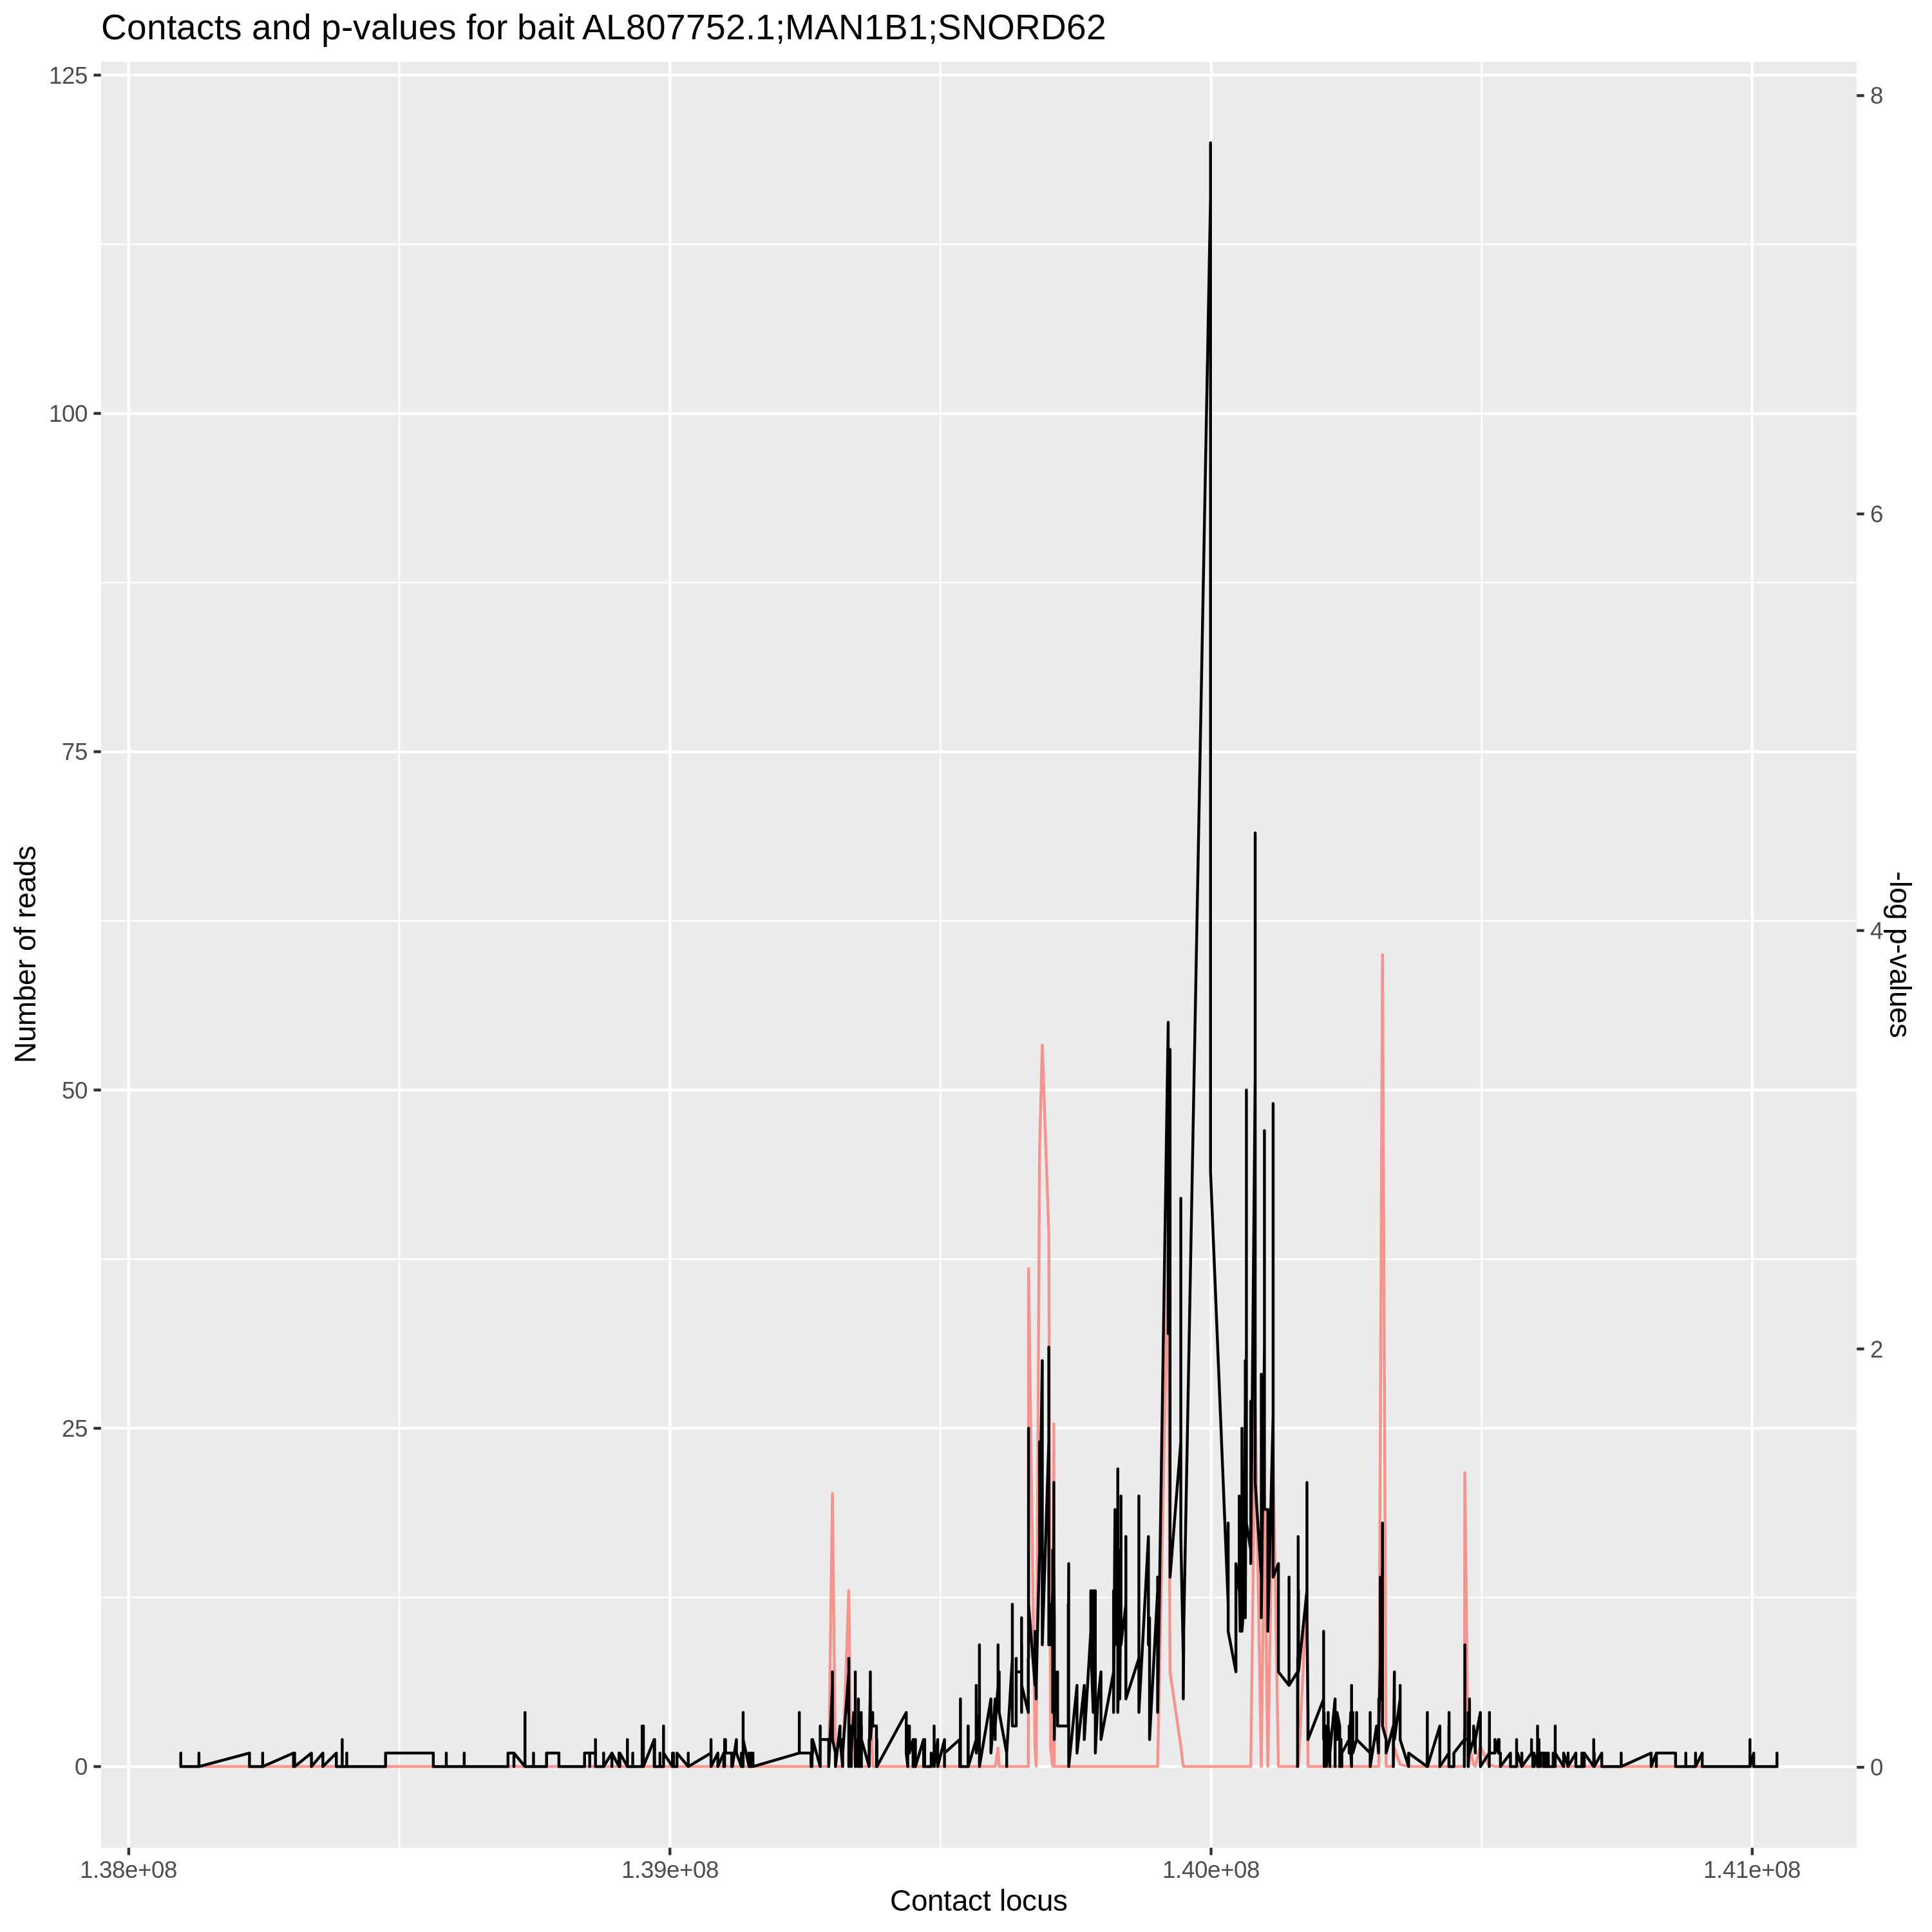 Contacts and p-values for bait AL807752.1;MAN1B1;SNORD62
125
100
75
50
25
0
Number of reads
8
6
4
2
0
-log p-values
1.38e+08
1.39e+08
1.40e+08
1.41e+08
Contact locus